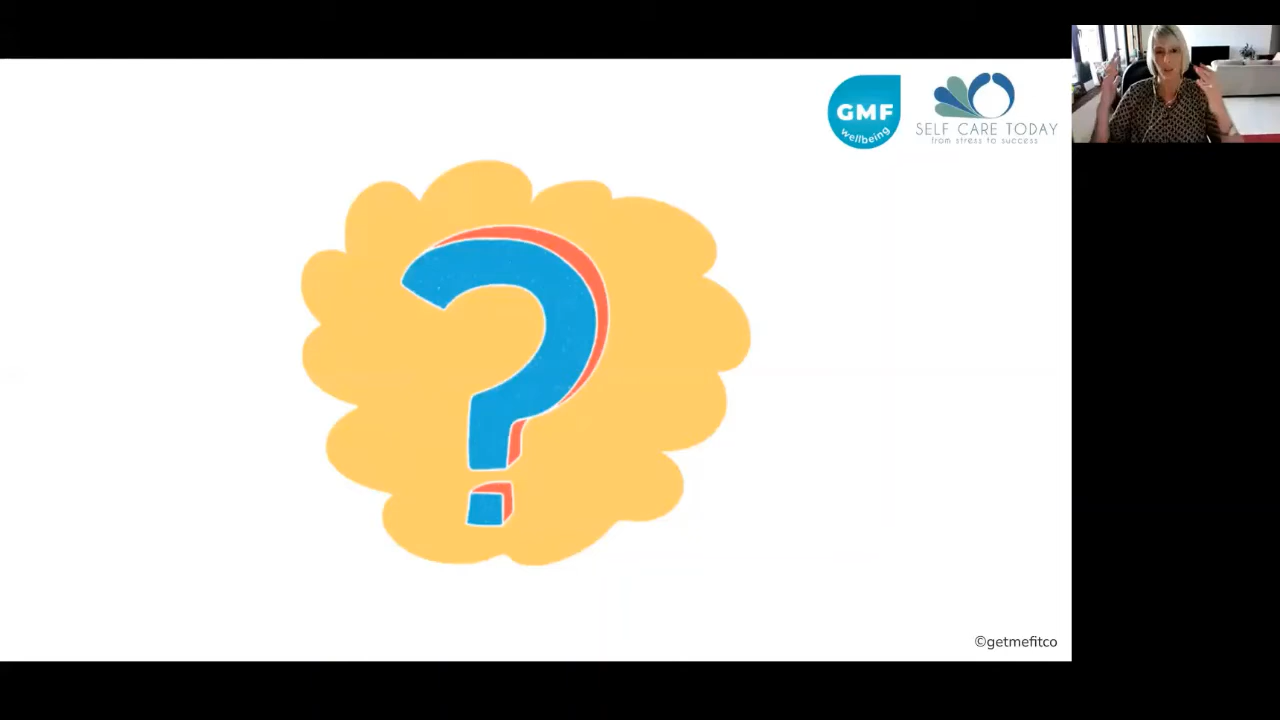 GMF
wellbeing
SELF CARE TODAY
from stress to success
?
©getmefitco